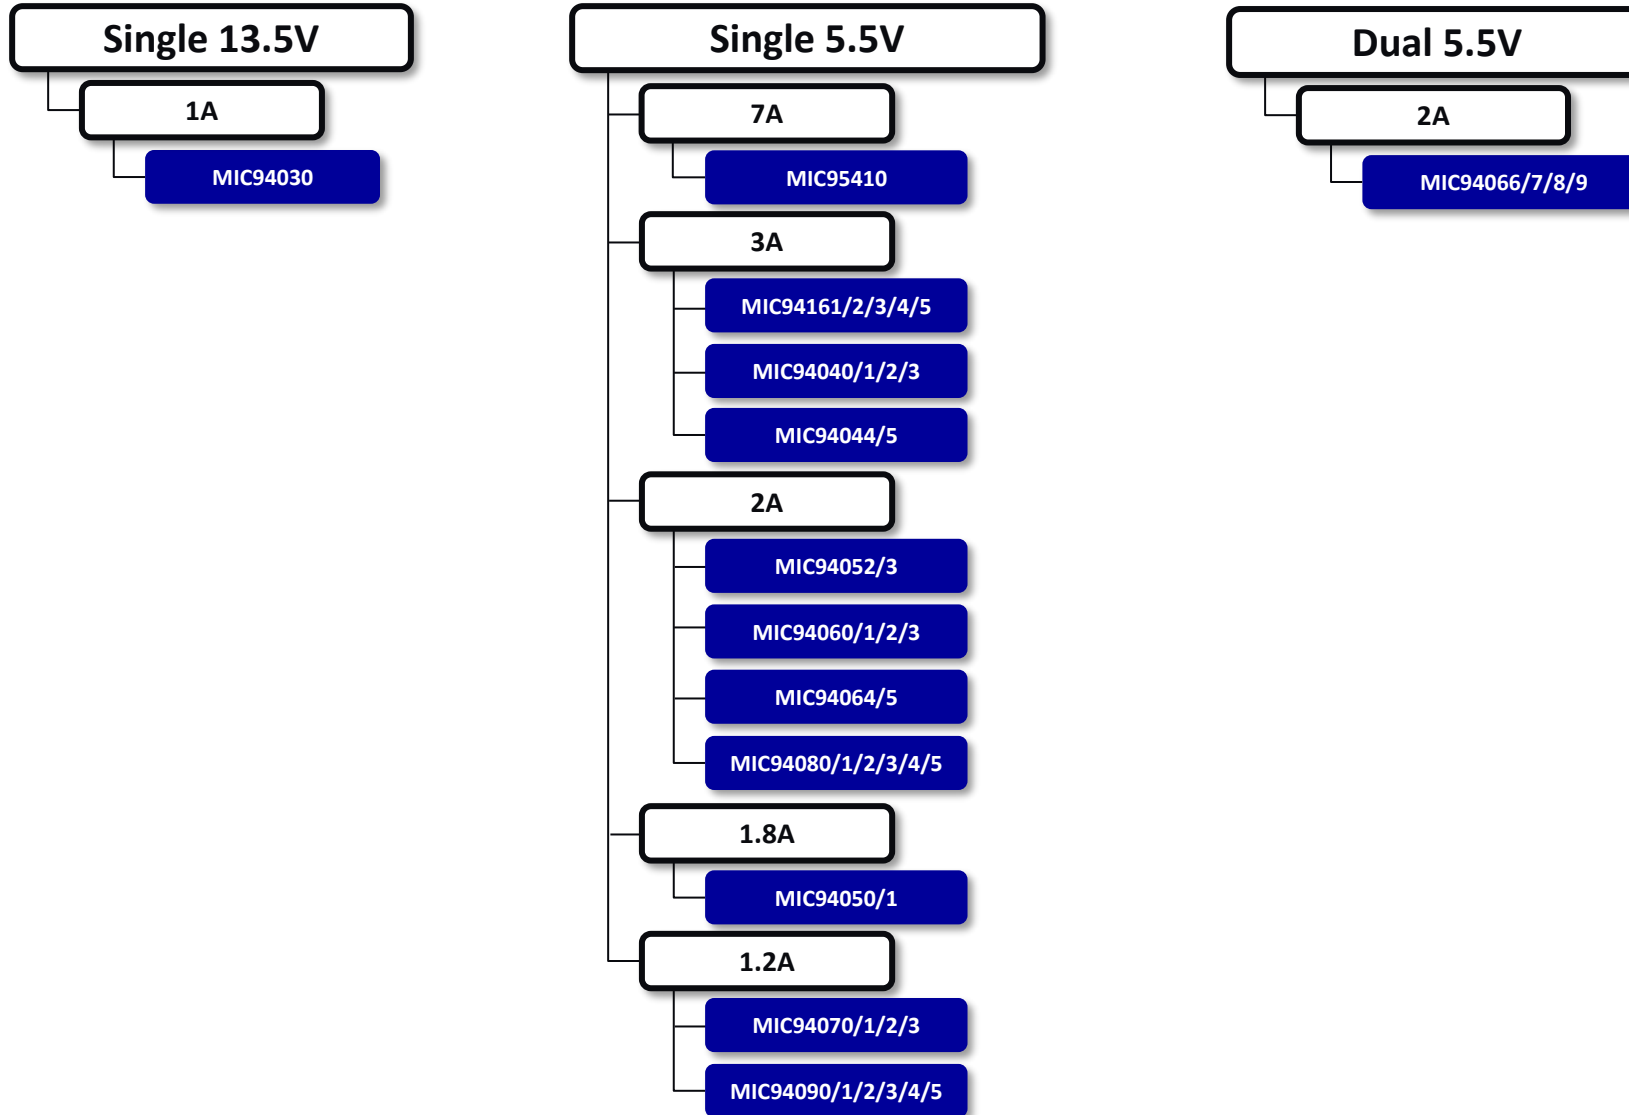 Single 13.5V
1A
MIC94030
Single 5.5V
7A
MIC95410
3A
MIC94161/2/3/4/5
MIC94040/1/2/3
MIC94044/5
2A
MIC94052/3
MIC94060/1/2/3
MIC94064/5
MIC94080/1/2/3/4/5
1.8A
MIC94050/1
1.2A
MIC94070/1/2/3
MIC94090/1/2/3/4/5
Dual 5.5V
2A
MIC94066/7/8/9